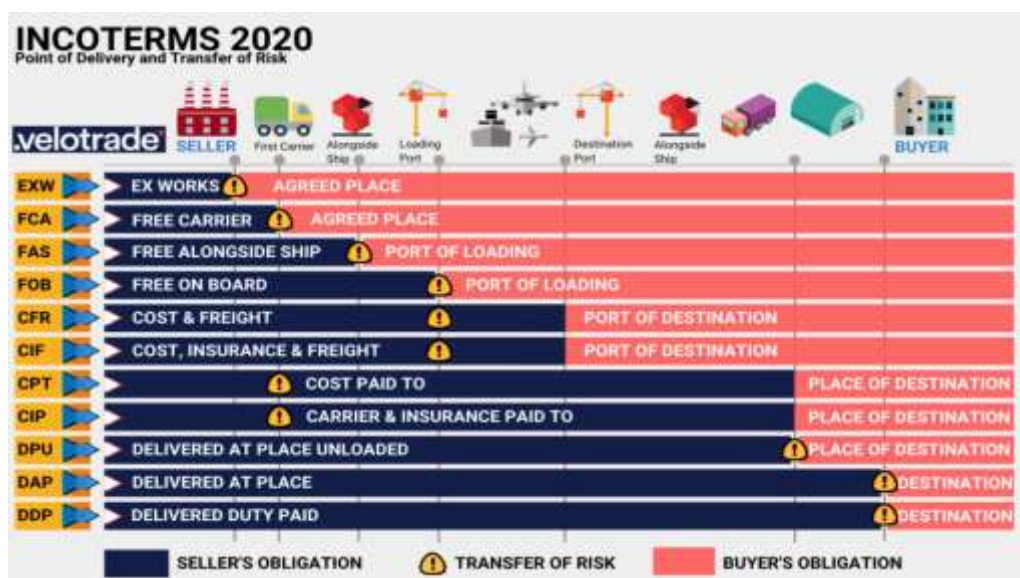 INCOTERMS 2020
Point of Delivery and Transfer of Risk
.velotrade
SELLER
First Carrier
Alongside
Ship
Loading
Port
Destination
Port
Alongside
Ship
BUYER
EXW EX WORKS AGREED PLACE
FCA FREE CARRIER AGREED PLACE
FAS FREE ALONGSIDE SHIP PORT OF LOADING
FOB FREE ON BOARD PORT OF LOADING
CFR COST & FREIGHT PORT OF DESTINATION
CIF COST, INSURANCE & FREIGHT PORT OF DESTINATION
CPT COST PAID TO PLACE OF DESTINATION
CIP CARRIER & INSURANCE PAID TO PLACE OF DESTINATION
DPU DELIVERED AT PLACE UNLOADED PLACE OF DESTINATION
DAP DELIVERED AT PLACE DESTINATION
DDP DELIVERED DUTY PAID DESTINATION
SELLER'S OBLIGATION TRANSFER OF RISK BUYER'S OBLIGATION